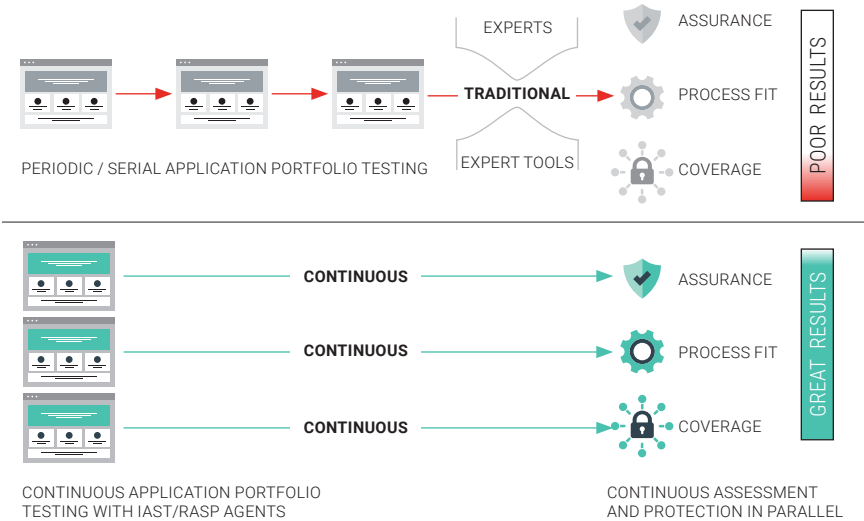 EXPERTS
ASSURANCE
TRADITIONAL
PROCESS FIT
EXPERT TOOLS
COVERAGE
POOR RESULTS
PERIODIC / SERIAL APPLICATION PORTFOLIO TESTING
CONTINUOUS
ASSURANCE
CONTINUOUS
PROCESS FIT
CONTINUOUS
COVERAGE
GREAT RESULTS
CONTINUOUS APPLICATION PORTFOLIO
TESTING WITH IAST/RASP AGENTS
CONTINUOUS ASSESSMENT
AND PROTECTION IN PARALLEL